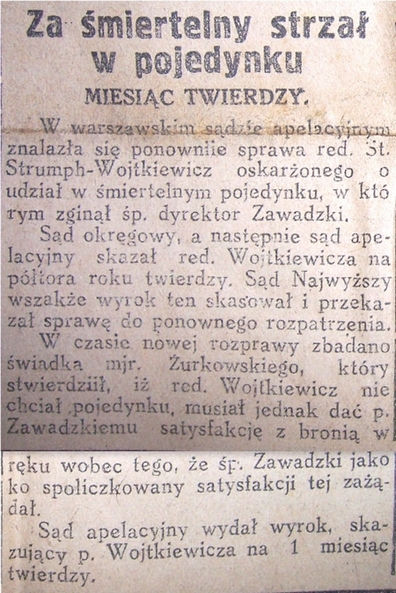 Za śmiertelny strzał
w pojedynku
MIESIĄC TWIERDZY.
W warszawskim sądzie apelacyjnym
znalazła się ponowniie sprawa red. St.
Strumph-Wojtkiewicz oskarżonego o
udział w śmiertelnym pojedynku, w któ
rym zginął śp. dyrektor Zawadzki.
Sąd okręgowy, a następnie sąd ape-
lacyjny skazał red. Wojtkiewicza na
półtora roku twierdzy. Sąd Najwyższy
wszakże wyrok ten skasował i przeka-
zał sprawę do ponownego rozpatrzenia.
W czasie nowej rozprawy zbadano
świadka mjr. Żurkowskiego, który
stwierdziił, iż red. Wojtkiewicz nie
chciał pojedynku, musiał jednak dać p.
Zawadzkiemu satysfakcję z bronią w
ręku wobec tego, że śp. Zawadzki jako
ko spoliczkowany satysfakcji tej zażą-
dał.
Sąd apelacyjny wydał wyrok, ska-
zujący p. Wojtkiewicza na 1 miesiąc
twierdzy.